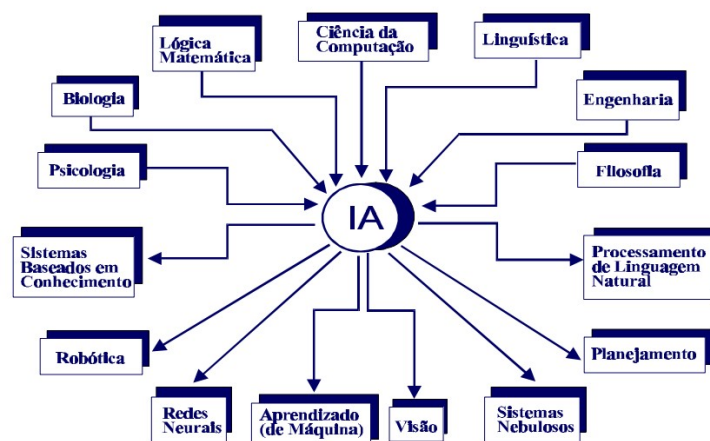 Ciência da
Computação
Lógica
Matemática
Linguística
Biologia
Engenharia
Psicologia
Filosofia
IA
Sistemas
Baseados em
Conhecimento
Processamento
de Linguagem
Natural
Robótica
Planejamento
Redes
Neurais
Aprendizado
(de Máquina)
Visão
Sistemas
Nebulosos